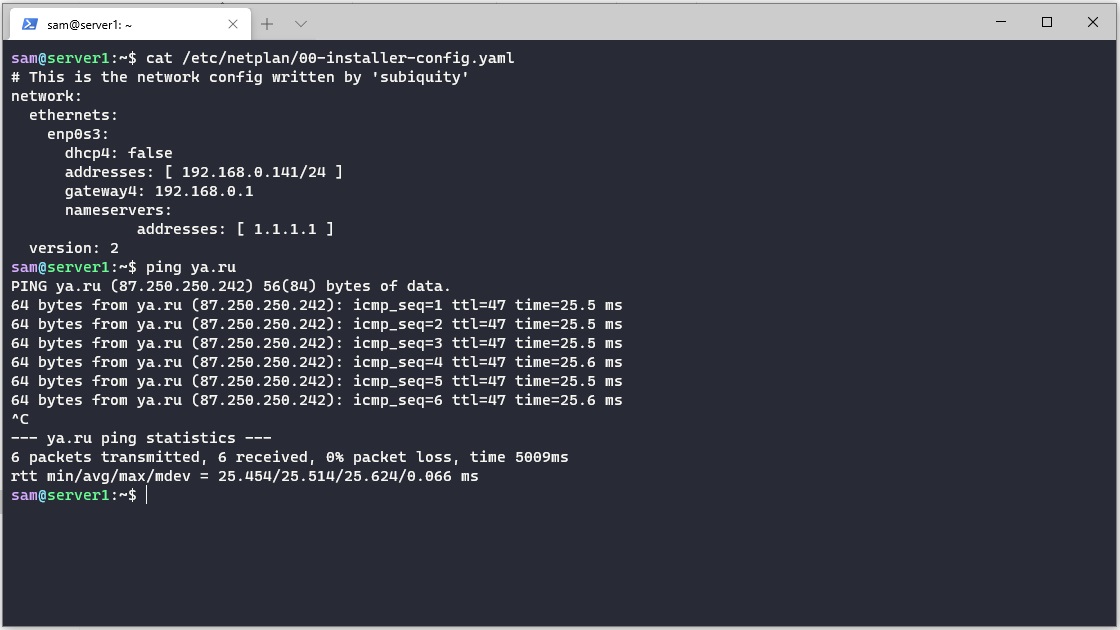 sam@server1: ~
sam@server1:~$ cat /etc/netplan/00-installer-config.yaml
# This is the network config written by 'subiquity'
network:
  ethernets:
    enp0s3:
      dhcp4: false
      addresses: [ 192.168.0.141/24 ]
      gateway4: 192.168.0.1
      nameservers:
              addresses: [ 1.1.1.1 ]
  version: 2
sam@server1:~$ ping ya.ru
PING ya.ru (87.250.250.242) 56(84) bytes of data.
64 bytes from ya.ru (87.250.250.242): icmp_seq=1 ttl=47 time=25.5 ms
64 bytes from ya.ru (87.250.250.242): icmp_seq=2 ttl=47 time=25.5 ms
64 bytes from ya.ru (87.250.250.242): icmp_seq=3 ttl=47 time=25.5 ms
64 bytes from ya.ru (87.250.250.242): icmp_seq=4 ttl=47 time=25.6 ms
64 bytes from ya.ru (87.250.250.242): icmp_seq=5 ttl=47 time=25.5 ms
64 bytes from ya.ru (87.250.250.242): icmp_seq=6 ttl=47 time=25.6 ms
^C
--- ya.ru ping statistics ---
6 packets transmitted, 6 received, 0% packet loss, time 5009ms
rtt min/avg/max/mdev = 25.454/25.514/25.624/0.066 ms
sam@server1:~$